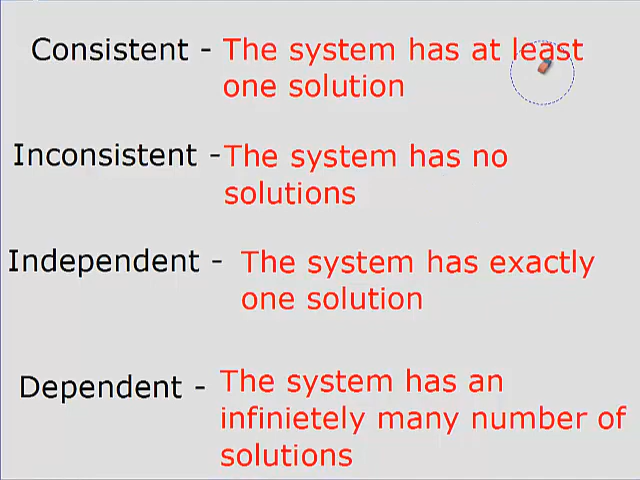 Consistent - The system has at least
one solution
Inconsistent -The system has no
solutions
Independent - The system has exactly
one solution
Dependent - The system has an
infinietely many number of
solutions